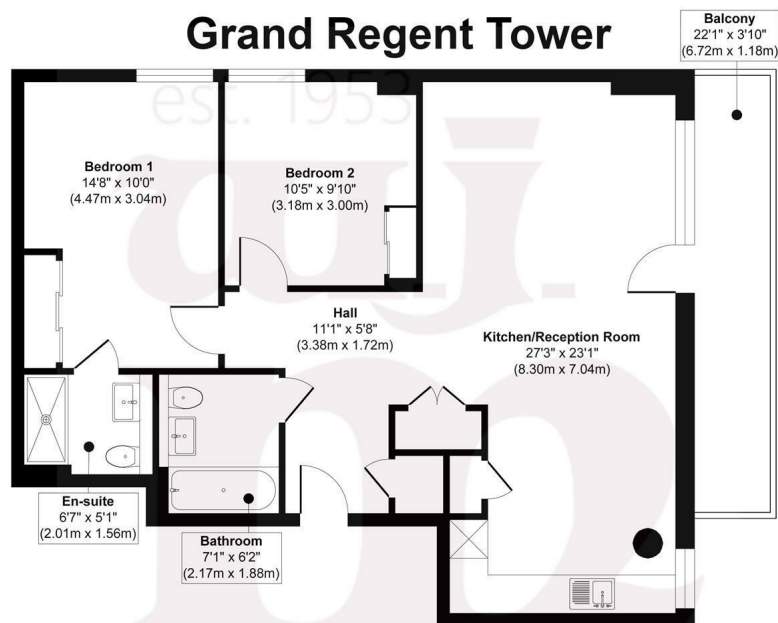 Grand Regent Tower
Balcony
22'1" x 3'10"
(6.72m x 1.18m)
est. 1953
Bedroom 1
14'8" x 10'0"
(4.47m x 3.04m)
Bedroom 2
10'5" x 9'10"
(3.18m x 3.00m)
Hall
11'1" x 5'8"
(3.38m x 1.72m)
Kitchen/Reception Room
27'3" x 23'1"
(8.30m x 7.04m)
En-suite
6'7" x 5'1"
(2.01m x 1.56m)
Bathroom
7'1" x 6'2"
(2.17m x 1.88m)